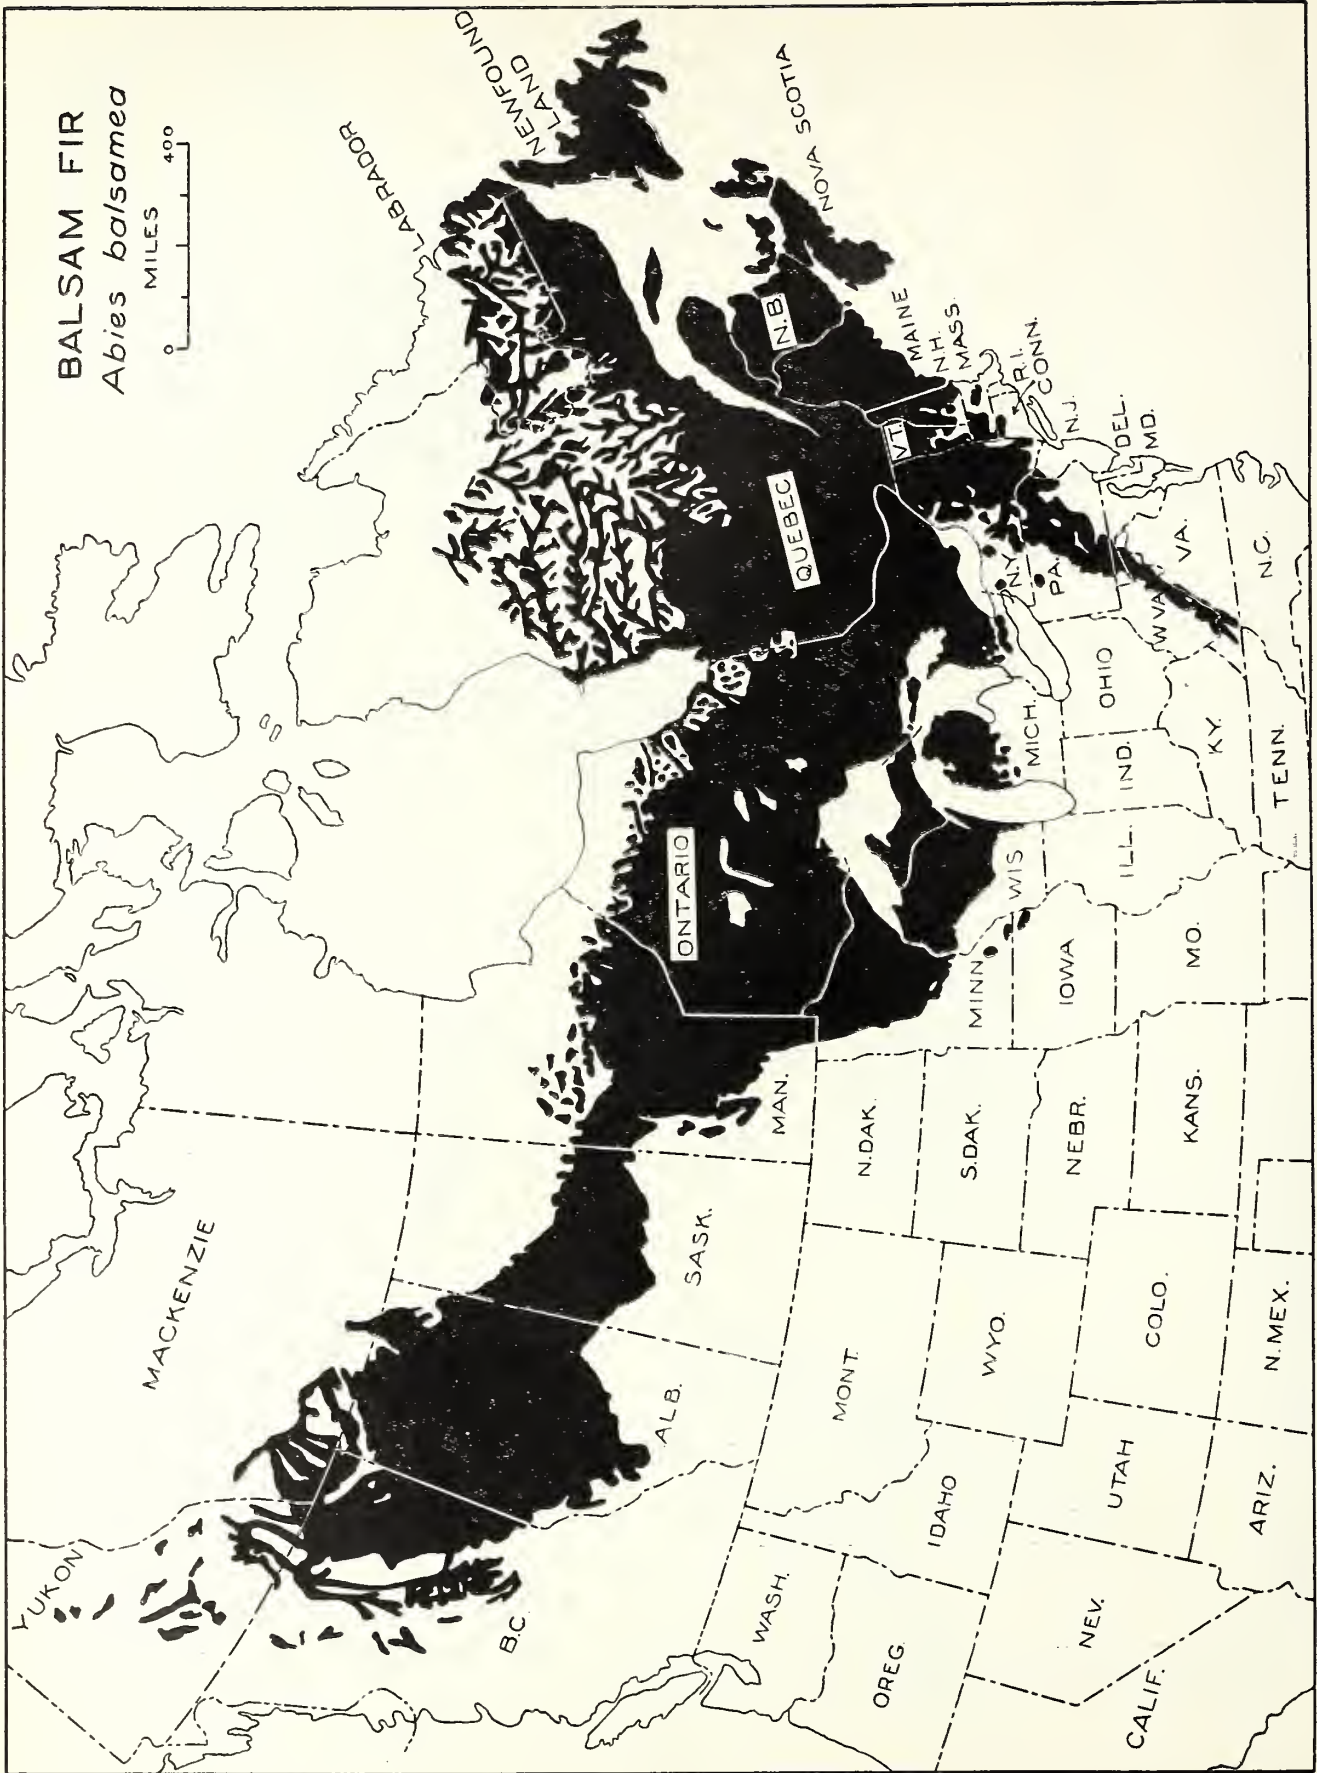 BALSAM FIR
Abies balsamea
MILES
0 400
LABRADOR
NEWFOUND
LAND
NOVA SCOTIA
YUKON
MACKENZIE
B.C.
ALB.
SASK.
MAN.
ONTARIO
QUEBEC
N.B.
MAINE
N.H.
MASS.
R.I.
CONN.
VT.
N.Y.
N.J.
PA.
DEL.
MD.
W.VA.
VA.
N.C.
WASH.
MONT.
N.DAK.
MINN.
WIS
MICH.
OREG.
IDAHO
WYO.
S.DAK.
IOWA
ILL.
IND.
OHIO
KY.
TENN.
NEBR.
NEV.
UTAH
COLO.
KANS.
MO.
CALIF.
ARIZ.
N.MEX.